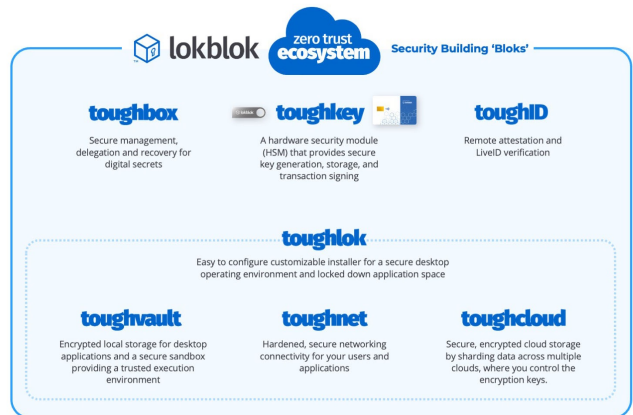 lokblok
zero trust
ecosystem
Security Building 'Bloks'
toughbox
toughkey
toughID
Secure management,
delegation and recovery for
digital secrets
A hardware security module
(HSM) that provides secure
key generation, storage, and
transaction signing
Remote attestation and
LiveID verification
toughlok
Easy to configure customizable installer for a secure desktop
operating environment and locked down application space
toughvault
toughnet
toughcloud
Encrypted local storage for desktop
applications and a secure sandbox
providing a trusted execution
environment
Hardened, secure networking
connectivity for your users and
applications
Secure, encrypted cloud storage
by sharding data across multiple
clouds, where you control the
encryption keys.